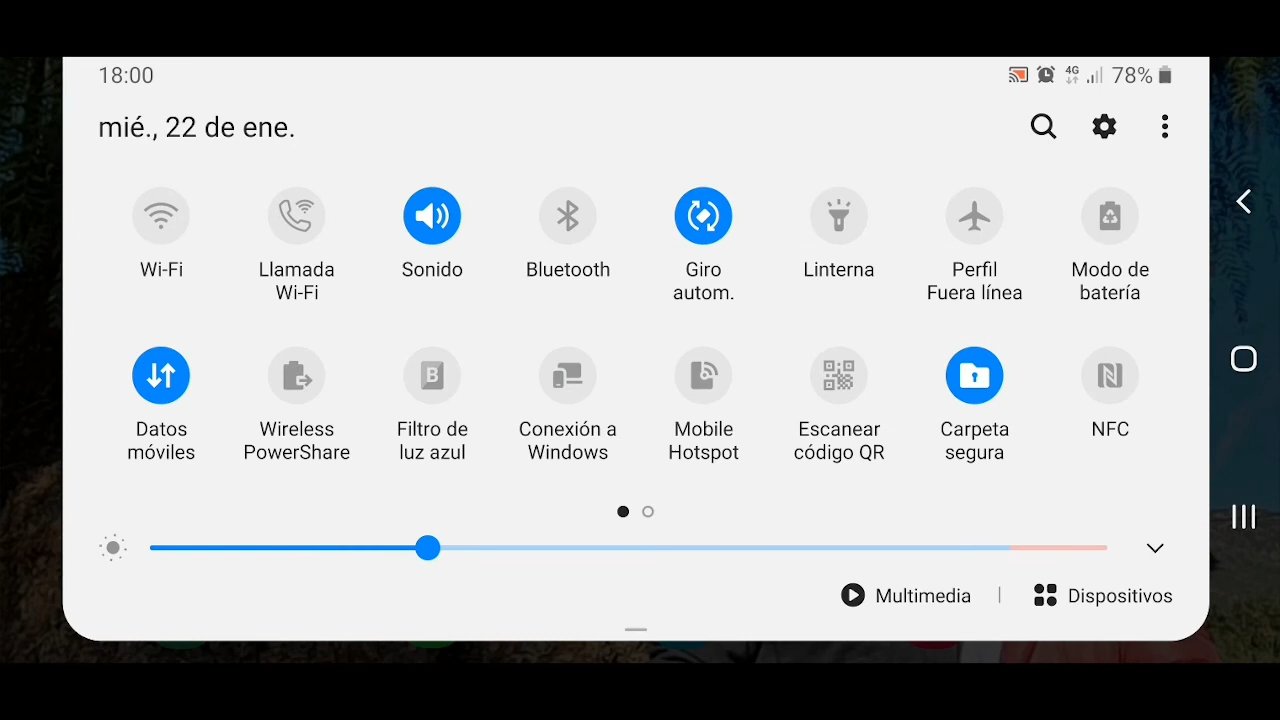 18:00
4G 78%
mié., 22 de ene.
Wi-Fi
Llamada
Wi-Fi
Sonido
Bluetooth
Giro
autom.
Linterna
Perfil
Fuera línea
Modo de
batería
Datos
móviles
Wireless
PowerShare
B
Filtro de
luz azul
Conexión a
Windows
Mobile
Hotspot
Escanear
código QR
Carpeta
segura
NFC
Multimedia
Dispositivos